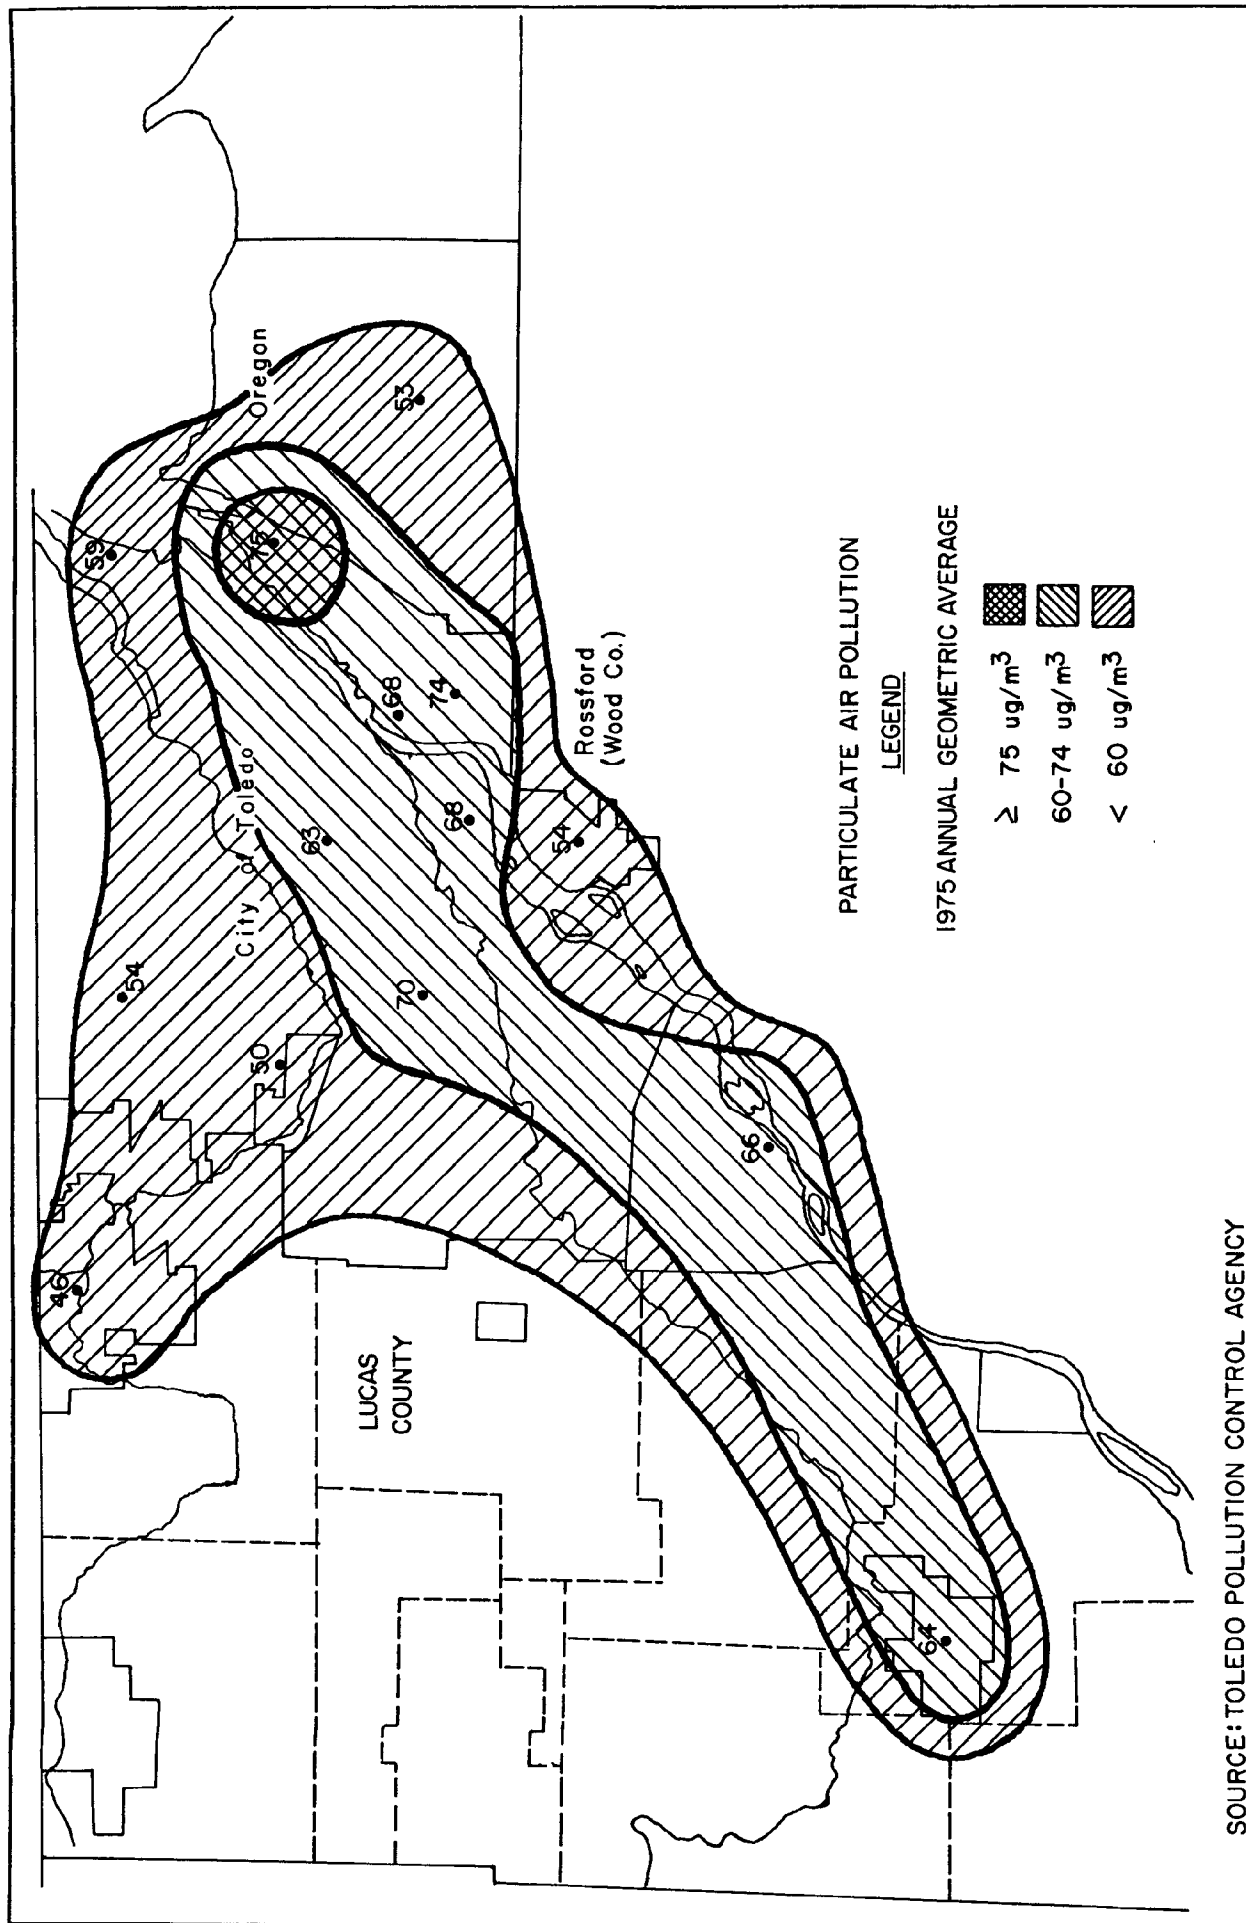 46
59
54
City of Toledo
Oregon
50
63
LUCAS
COUNTY
68
53
70
74
68
54
Rossford
(Wood Co.)
66
64
PARTICULATE AIR POLLUTION
LEGEND
1975 ANNUAL GEOMETRIC AVERAGE
≥ 75 ug/m³
60-74 ug/m³
< 60 ug/m³
SOURCE: TOLEDO POLLUTION CONTROL AGENCY